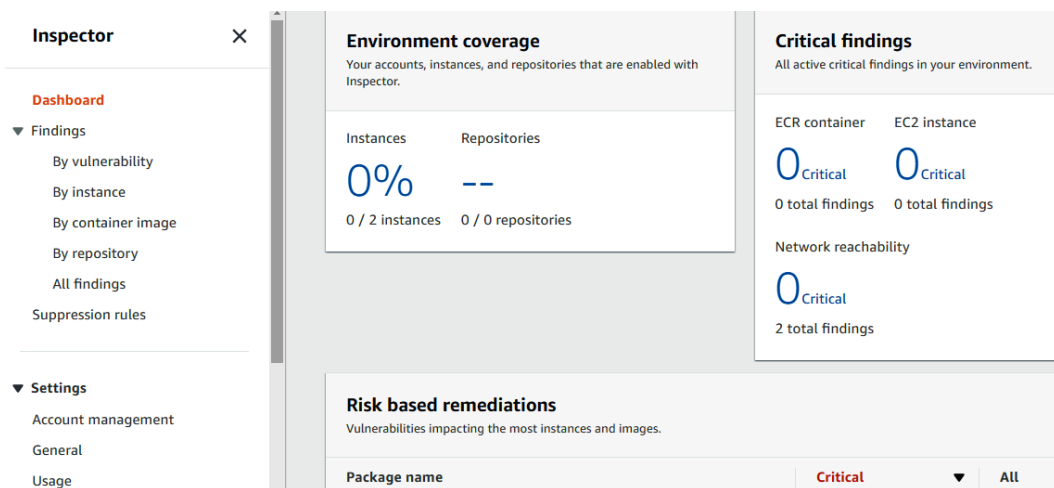 Inspector
Dashboard
Findings
By vulnerability
By instance
By container image
By repository
All findings
Suppression rules
Settings
Account management
General
Usage
Environment coverage
Your accounts, instances, and repositories that are enabled with
Inspector.
Instances Repositories
0% --
0 / 2 instances 0 / 0 repositories
Critical findings
All active critical findings in your environment.
ECR container EC2 instance
0 Critical 0 Critical
0 total findings 0 total findings
Network reachability
0 Critical
2 total findings
Risk based remediations
Vulnerabilities impacting the most instances and images.
Package name Critical All